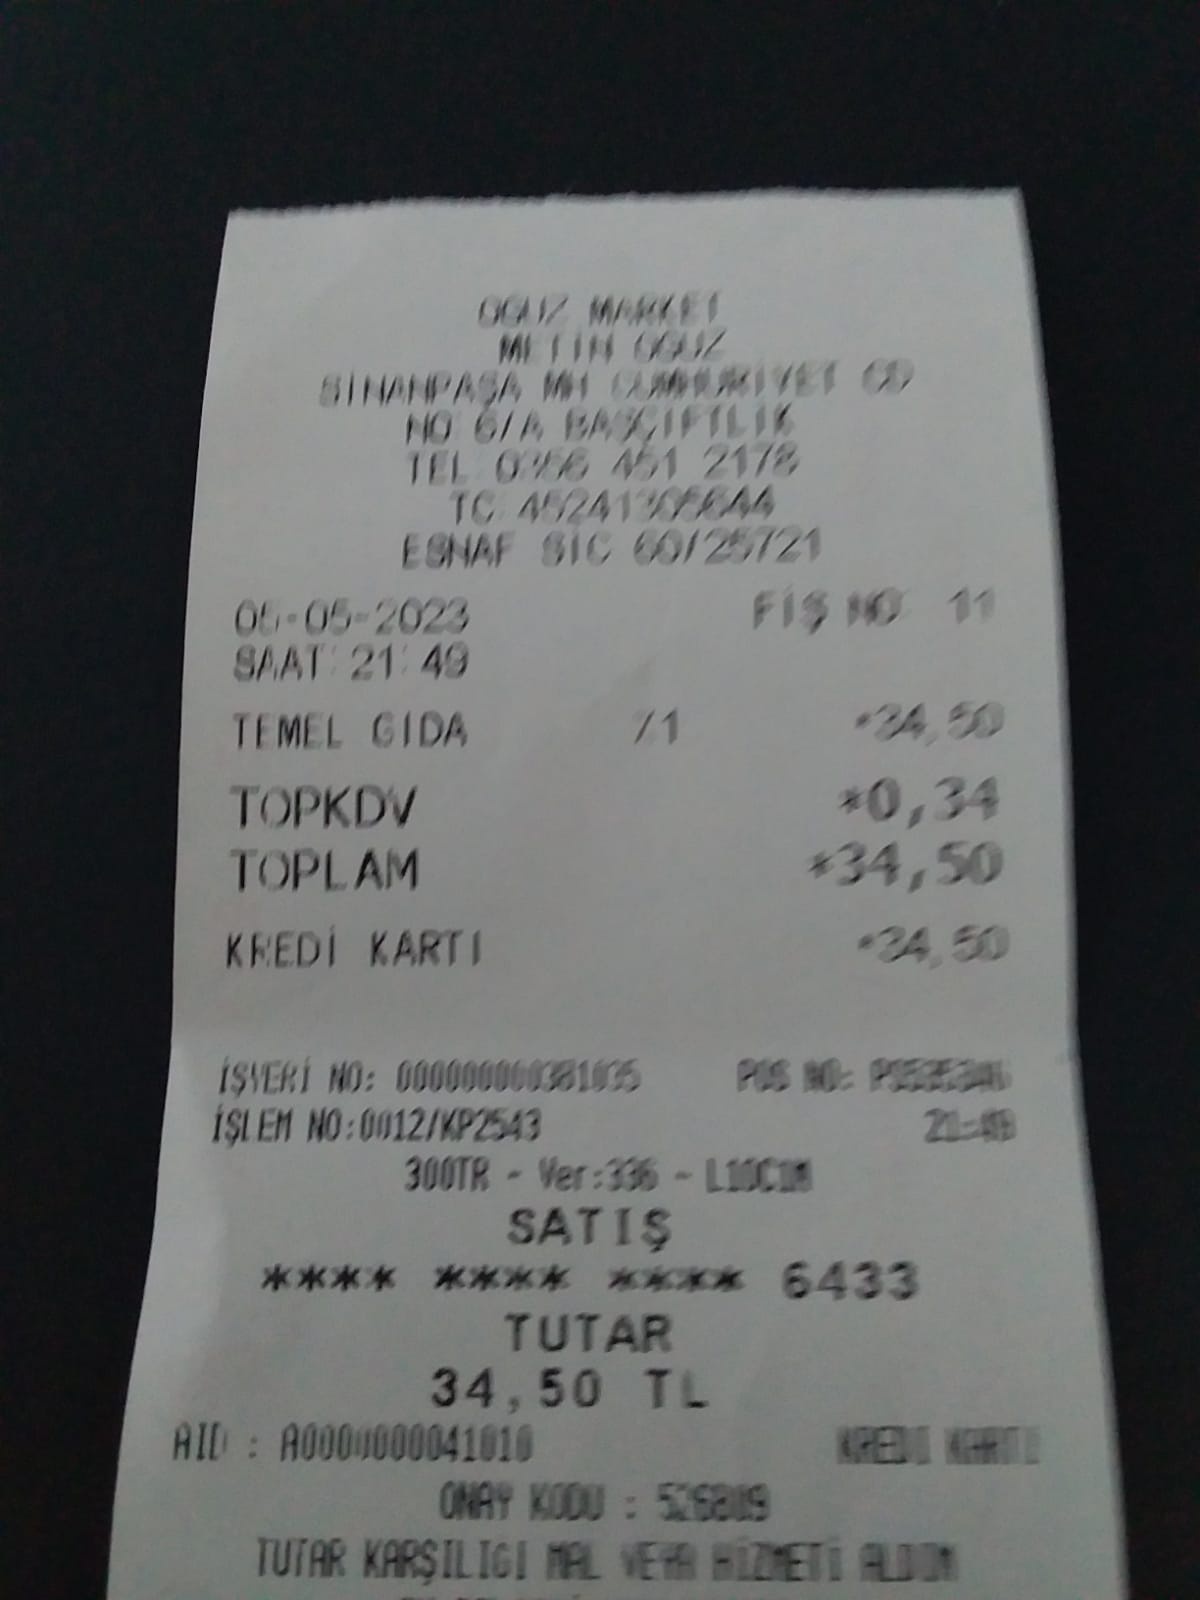 OĞUZ MARKET
METİN OĞUZ
SİNANPAŞA MH CUMHURİYET CD
NO 6/A BAŞÇİFTLİK
TEL 0356 451 2178
TC 45241305644
ESNAF SİC 60/25721
05-05-2023 FİŞ NO 11
SAAT 21:49
TEMEL GIDA %1 *34,50
TOPKDV *0,34
TOPLAM *34,50
KREDİ KARTI *34,50
İŞYERİ NO: 000000000381035 POS NO:
İŞLEM NO:0012/KP2543 21:49
300TR - Ver:336 - L10C1M
SATIŞ
**** **** **** 6433
TUTAR
34,50 TL
AID : A0000000041010 KREDI KARTI
ONAY KODU : 526809
TUTAR KARŞILIGI MAL VEYA HİZMETİ ALDIM